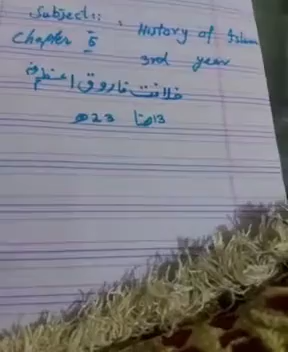 Subject:: History of Islam
Chapter 5
3rd year
خلافت فاروق اعظمؓ
13ھ تا 23ھ